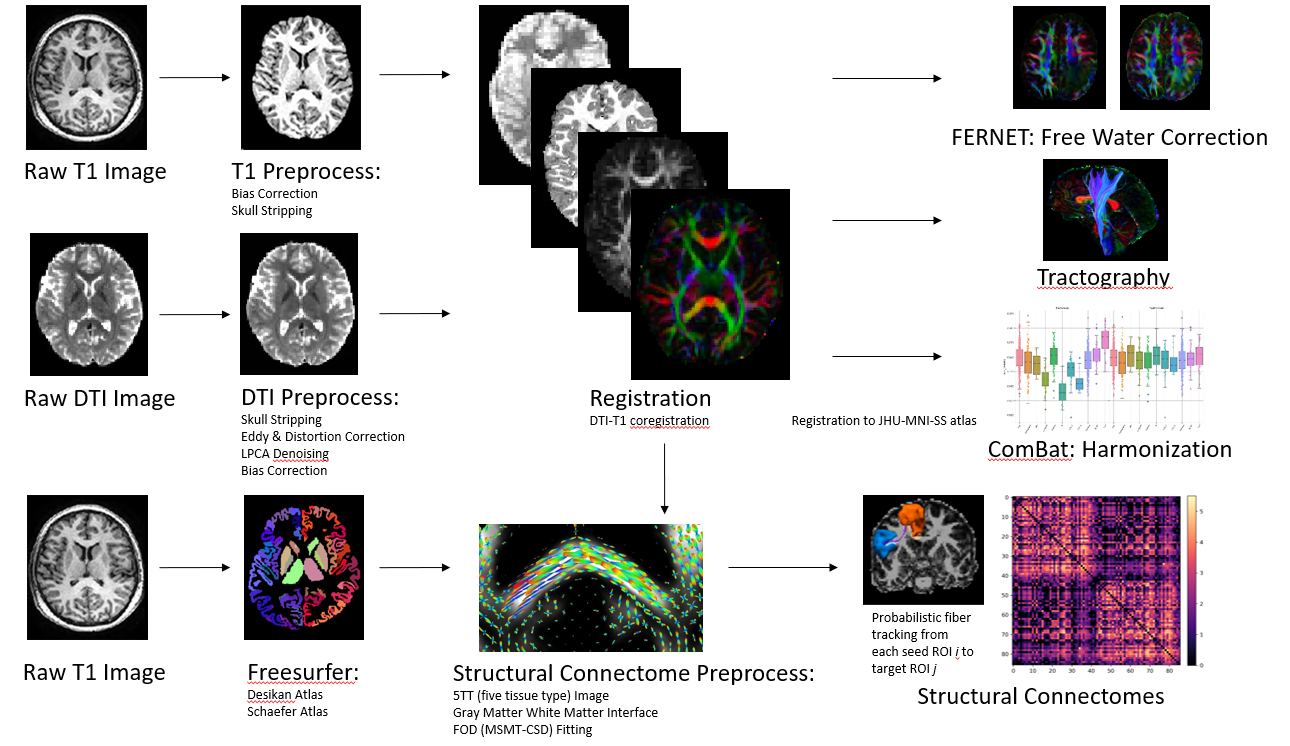 Raw T1 Image
T1 Preprocess:
Bias Correction
Skull Stripping
FERNET: Free Water Correction
Tractography
Raw DTI Image
DTI Preprocess:
Skull Stripping
Eddy & Distortion Correction
LPCA Denoising
Bias Correction
Registration
DTI-T1 coregistration
Registration to JHU-MNI-SS atlas
ComBat: Harmonization
Raw T1 Image
Freesurfer:
Desikan Atlas
Schaefer Atlas
Structural Connectome Preprocess:
5TT (five tissue type) Image
Gray Matter White Matter Interface
FOD (MSMT-CSD) Fitting
Probabilistic fiber
tracking from
each seed ROI i to
target ROI j
0
10
20
30
40
50
60
70
80
0 10 20 30 40 50 60 70 80
5
4
3
2
1
0
Structural Connectomes